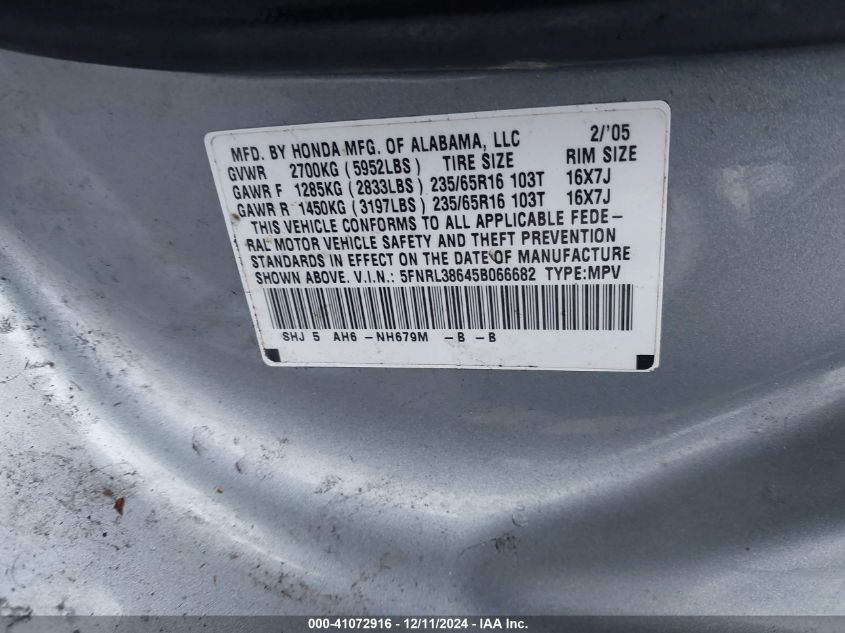 MFD. BY HONDA MFG. OF ALABAMA, LLC 2/'05
GVWR 2700KG (5952LBS) TIRE SIZE RIM SIZE
GAWR F 1285KG (2833LBS) 235/65R16 103T 16X7J
GAWR R 1450KG (3197LBS) 235/65R16 103T 16X7J
THIS VEHICLE CONFORMS TO ALL APPLICABLE FEDE-
RAL MOTOR VEHICLE SAFETY AND THEFT PREVENTION
STANDARDS IN EFFECT ON THE DATE OF MANUFACTURE
SHOWN ABOVE. V.I.N.: 5FNRL38645B066682 TYPE:MPV
SHJ 5 AH6 -NH679M -B -B
000-41072916 - 12/11/2024 - IAA Inc.